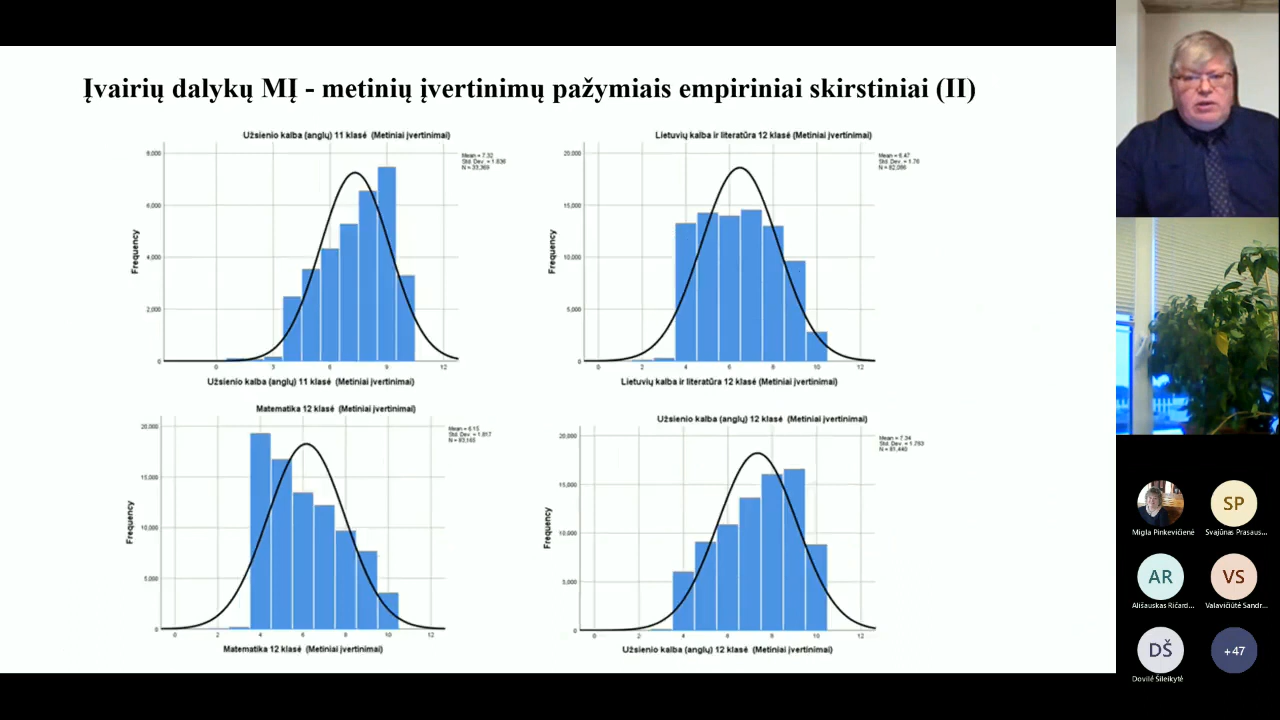 Įvairių dalykų MĮ - metinių įvertinimų pažymiais empiriniai skirstiniai (II)
Užsienio kalba (anglų) 11 klasė (Metiniai įvertinimai)
Mean = 7.32
Std. Dev. = 1.836
N = 33,369
Frequency
8,000
6,000
4,000
2,000
0
0 3 6 9 12
Užsienio kalba (anglų) 11 klasė (Metiniai įvertinimai)
Lietuvių kalba ir literatūra 12 klasė (Metiniai įvertinimai)
Mean = 6.47
Std. Dev. = 1.76
Frequency
20,000
15,000
10,000
5,000
0
0 2 4 6 8 10 12
Lietuvių kalba ir literatūra 12 klasė (Metiniai įvertinimai)
Matematika 12 klasė (Metiniai įvertinimai)
Mean = 6.15
Std. Dev. = 1.817
Frequency
20,000
15,000
10,000
5,000
0
0 2 4 6 8 10 12
Matematika 12 klasė (Metiniai įvertinimai)
Užsienio kalba (anglų) 12 klasė (Metiniai įvertinimai)
Mean = 7.34
Std. Dev. = 1.783
N = 81,440
Frequency
20,000
15,000
10,000
5,000
0
0 2 4 6 8 10 12
Užsienio kalba (anglų) 12 klasė (Metiniai įvertinimai)
SP
Migla Pinkevičienė
Svajūnas Prasaus...
AR
VS
Ališauskas Ričard...
Valavičiūtė Sandr...
DŠ
+47
Dovilė Šileikytė